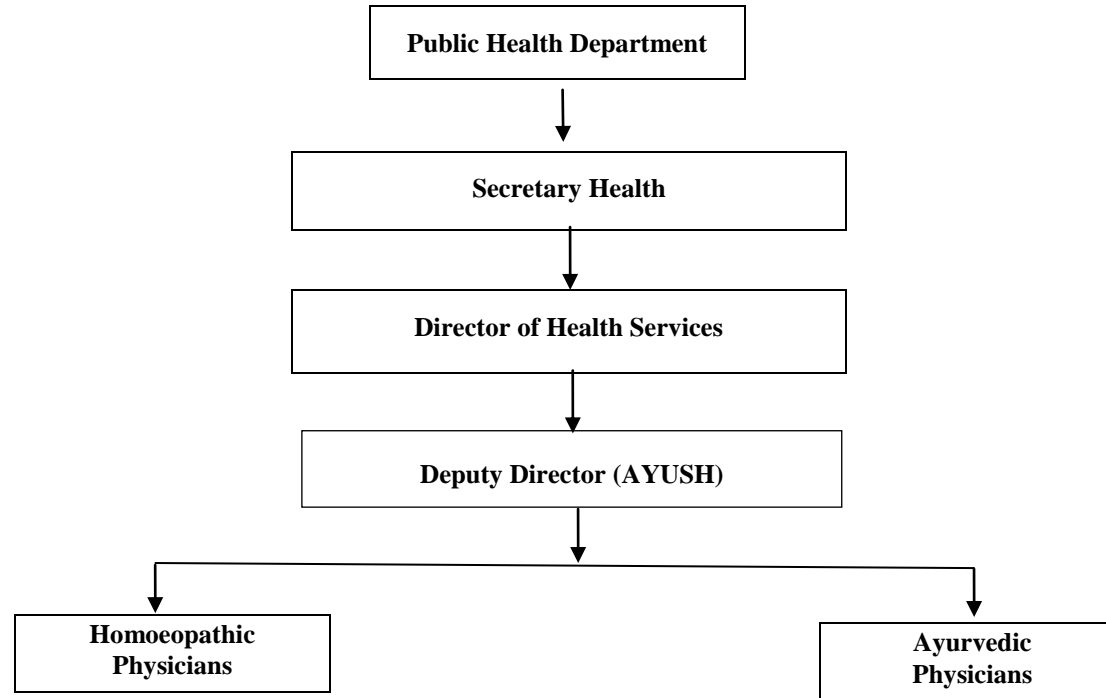 Public Health Department
Secretary Health
Director of Health Services
Deputy Director (AYUSH)
Homoeopathic
Physicians
Ayurvedic
Physicians